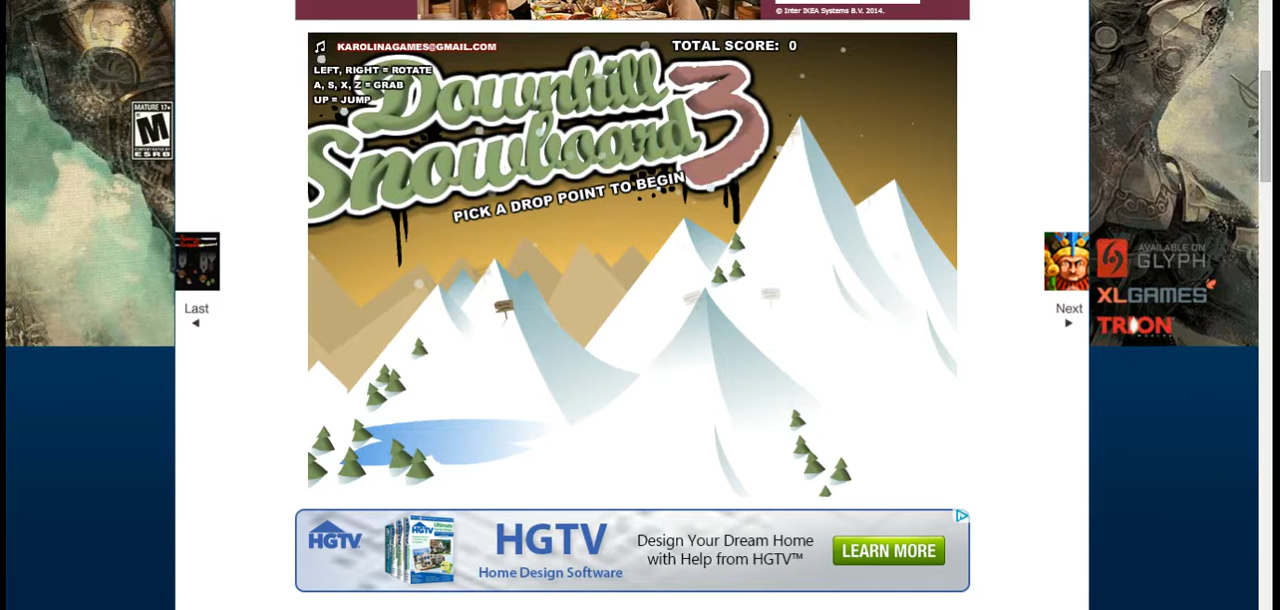 © Inter IKEA Systems B.V. 2014.
KAROLINAGAMES@GMAIL.COM
TOTAL SCORE: 0
LEFT, RIGHT = ROTATE
A, S, X, Z = GRAB
UP = JUMP
Downhill
Snowboard 3
PICK A DROP POINT TO BEGIN
MATURE 17+
M
ESRB
Last
Next
AVAILABLE ON
GLYPH
XLGAMES
TRION
HGTV
HGTV
Home Design Software
Design Your Dream Home
with Help from HGTV™
LEARN MORE